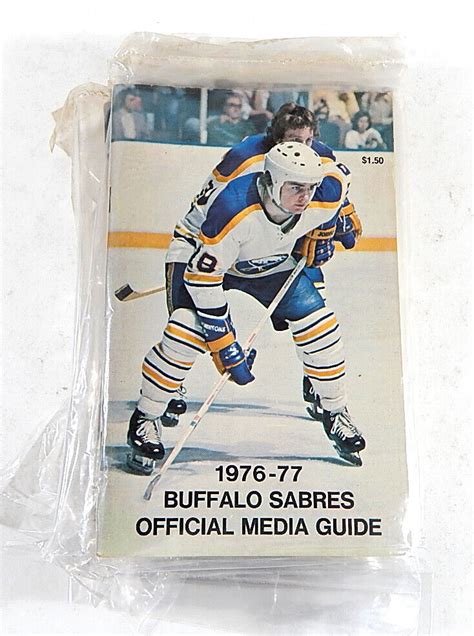 $1.50
1976-77
BUFFALO SABRES
OFFICIAL MEDIA GUIDE